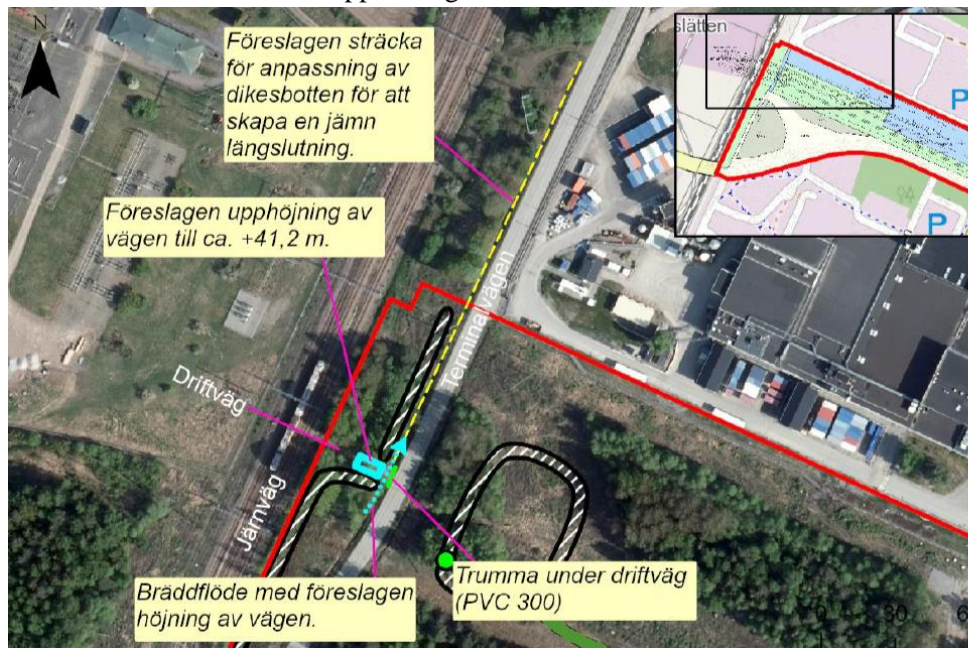 N
Föreslagen sträcka
för anpassning av
dikesbotten för att
skapa en jämn
längslutning.
slätten
P
Föreslagen upphöjning av
vägen till ca. +41,2 m.
P
Terminalvägen
Driftväg
Järnväg
Bräddflöde med föreslagen
höjning av vägen.
Trumma under driftväg
(PVC 300)
0 30 6